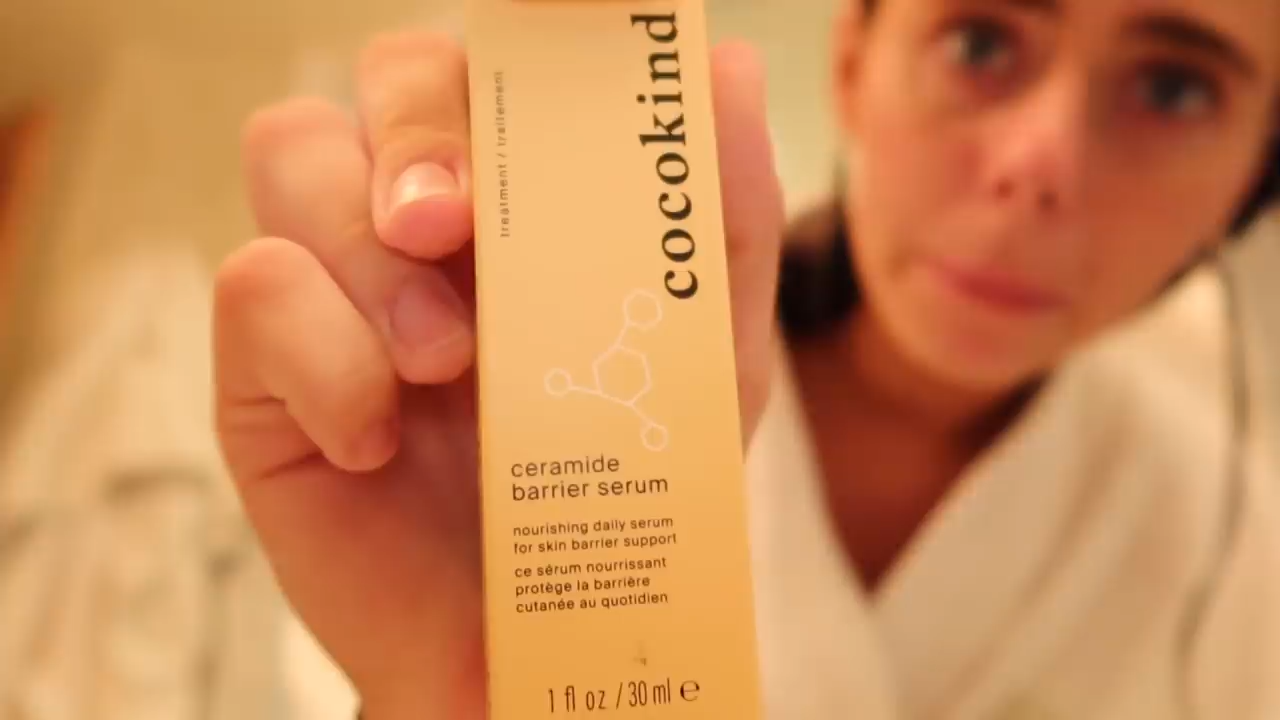 cocokind
treatment / traitement
ceramide
barrier serum
nourishing daily serum
for skin barrier support
ce sérum nourrissant
protège la barrière
cutanée au quotidien
1 fl oz / 30 ml ℮